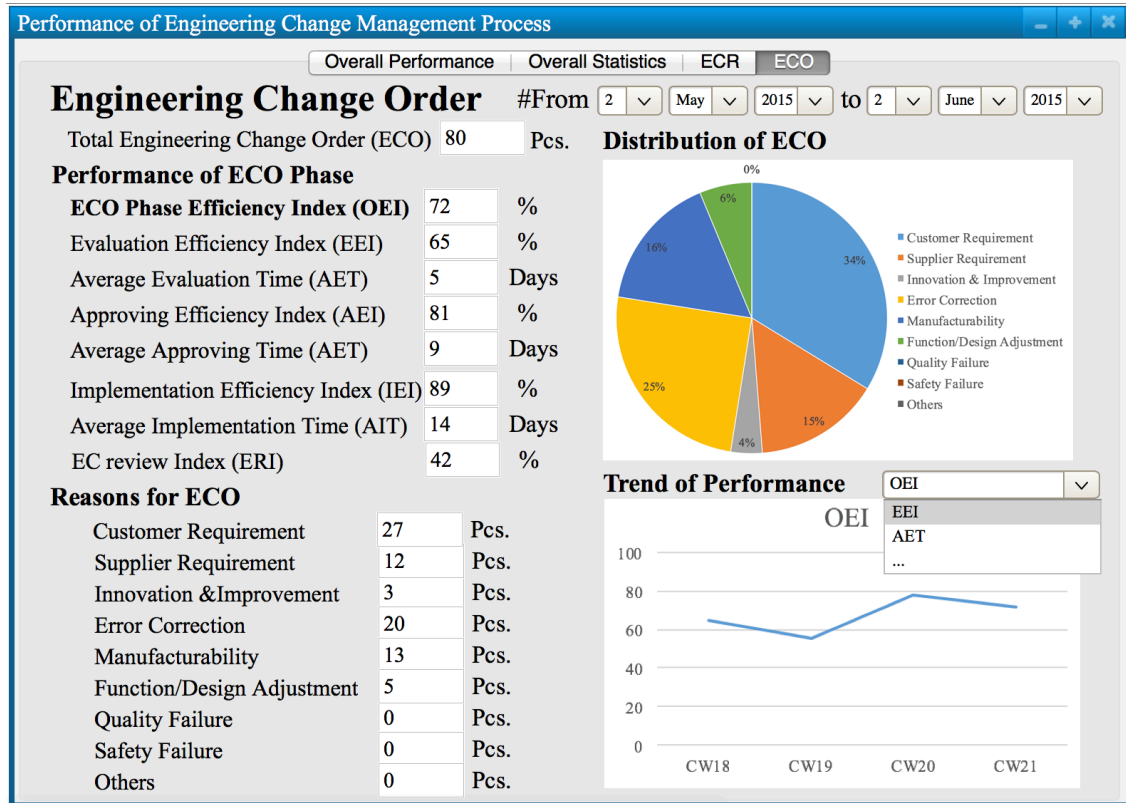 Performance of Engineering Change Management Process
Overall Performance Overall Statistics ECR ECO
Engineering Change Order #From 2 May 2015 to 2 June 2015
Total Engineering Change Order (ECO) 80 Pcs.
Performance of ECO Phase
ECO Phase Efficiency Index (OEI) 72 %
Evaluation Efficiency Index (EEI) 65 %
Average Evaluation Time (AET) 5 Days
Approving Efficiency Index (AEI) 81 %
Average Approving Time (AET) 9 Days
Implementation Efficiency Index (IEI) 89 %
Average Implementation Time (AIT) 14 Days
EC review Index (ERI) 42 %
Reasons for ECO
Customer Requirement 27 Pcs.
Supplier Requirement 12 Pcs.
Innovation &Improvement 3 Pcs.
Error Correction 20 Pcs.
Manufacturability 13 Pcs.
Function/Design Adjustment 5 Pcs.
Quality Failure 0 Pcs.
Safety Failure 0 Pcs.
Others 0 Pcs.
Distribution of ECO
0%
6%
16%
34%
25%
15%
4%
Customer Requirement
Supplier Requirement
Innovation & Improvement
Error Correction
Manufacturability
Function/Design Adjustment
Quality Failure
Safety Failure
Others
Trend of Performance OEI
EEI
AET
...
OEI
100
80
60
40
20
0
CW18 CW19 CW20 CW21